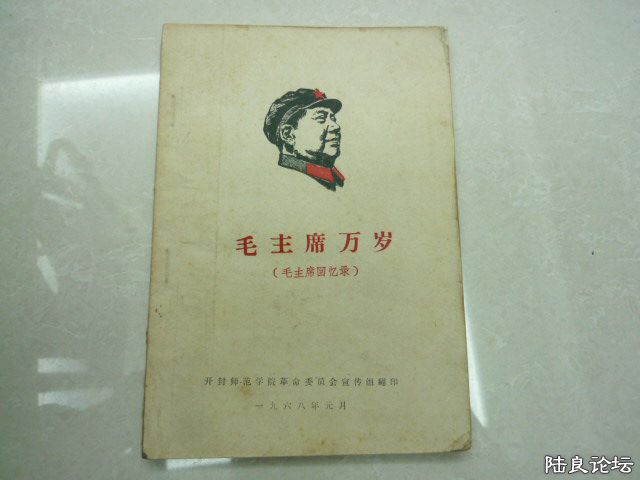 毛主席万岁
（毛主席回忆录）
开封师范学院革命委员会宣传组翻印
一九六八年元月
陆良论坛